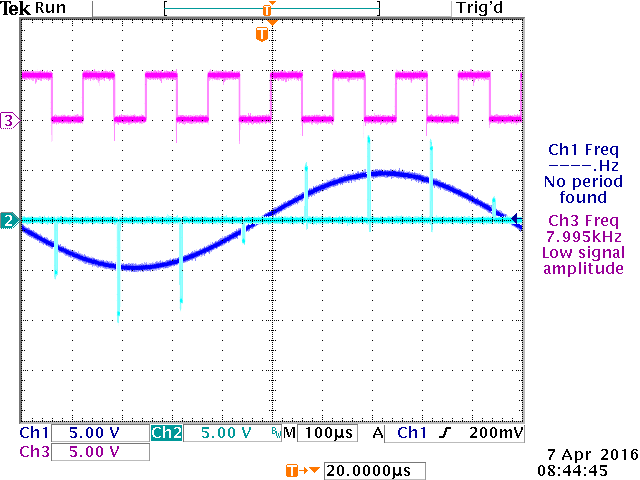 Tek Run Trig'd
T
T
3
2
Ch1 Freq
----.Hz
No period
found
Ch3 Freq
7.995kHz
Low signal
amplitude
Ch1 5.00 V Ch2 5.00 V BW M 100µs A Ch1 200mV
Ch3 5.00 V
T 20.0000µs
7 Apr 2016
08:44:45